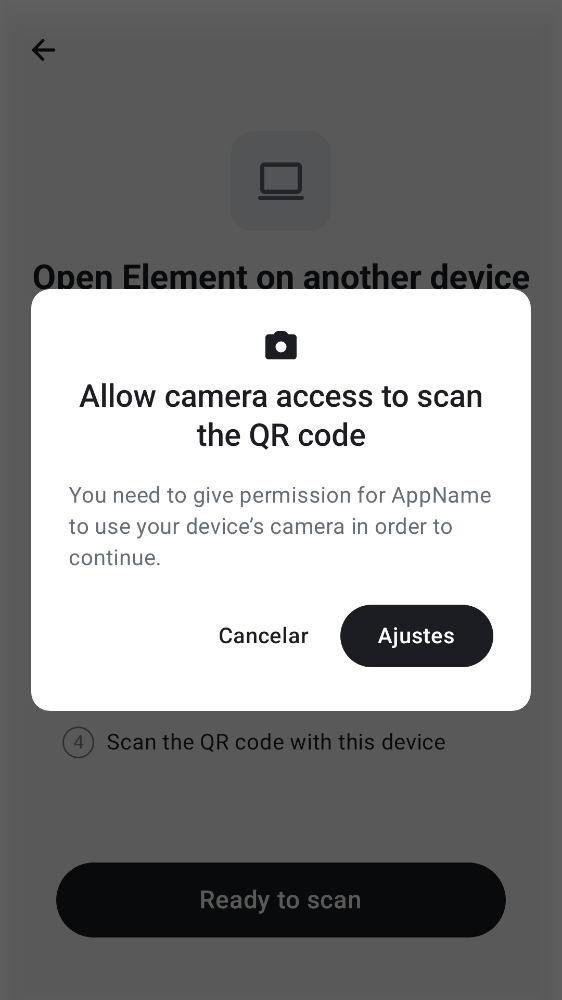 Open Element on another device
Allow camera access to scan
the QR code
You need to give permission for AppName
to use your device’s camera in order to
continue.
Cancelar
Ajustes
4 Scan the QR code with this device
Ready to scan